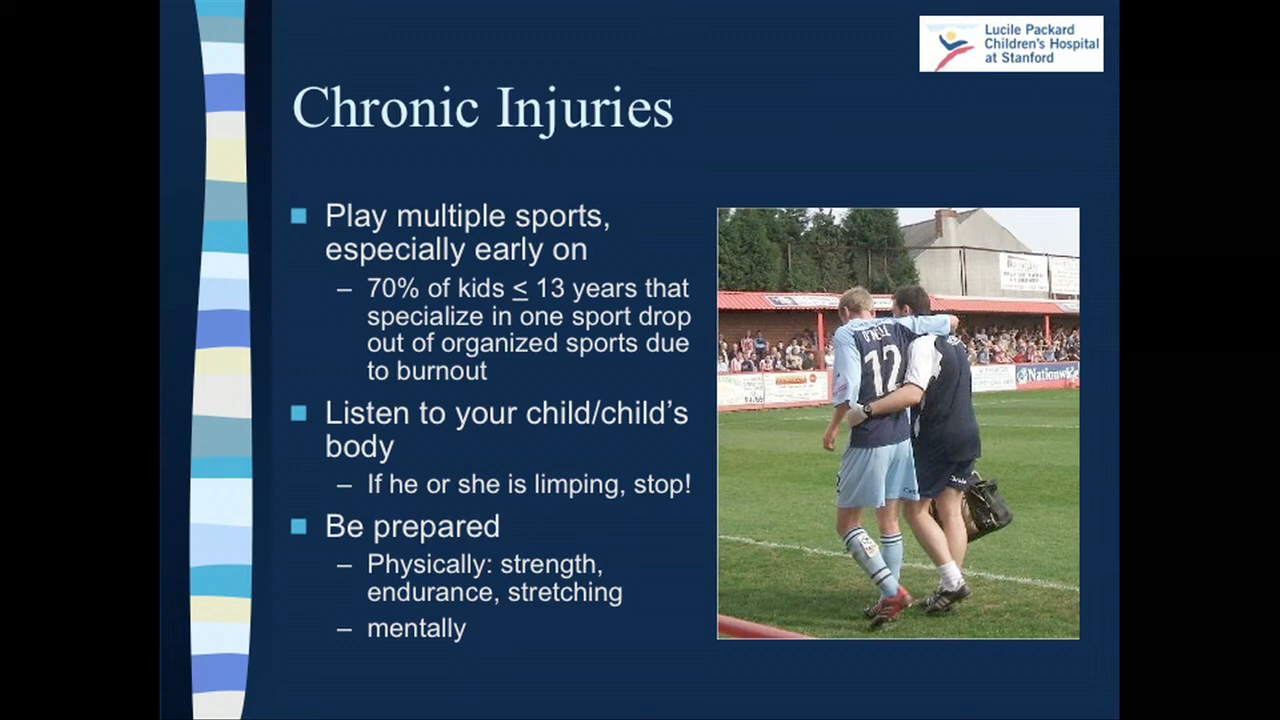 Lucile Packard
Children's Hospital
at Stanford
Chronic Injuries
Play multiple sports,
especially early on
– 70% of kids ≤ 13 years that
specialize in one sport drop
out of organized sports due
to burnout
Listen to your child/child's
body
– If he or she is limping, stop!
Be prepared
– Physically: strength,
endurance, stretching
– mentally
12